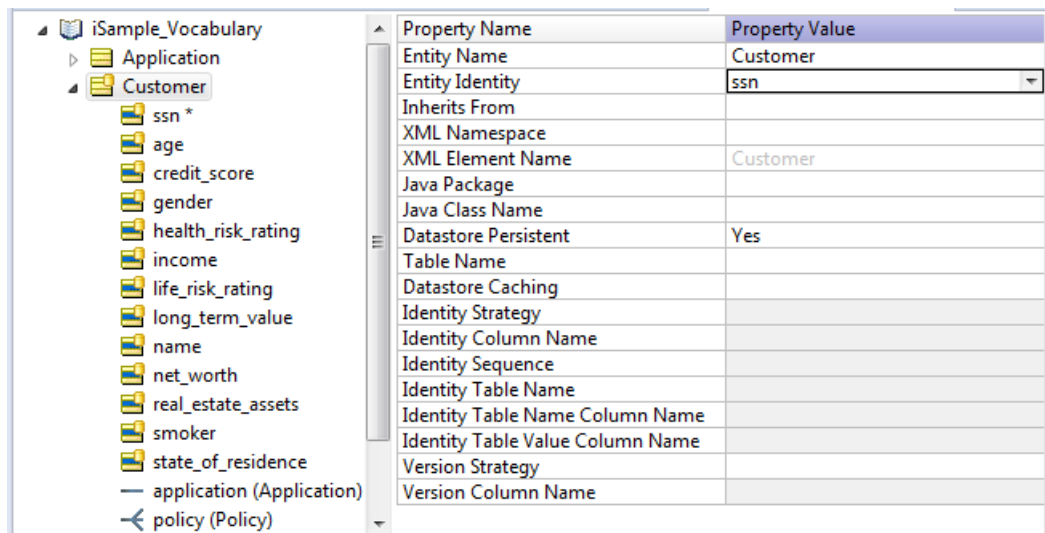 iSample_Vocabulary
Application
Customer
ssn *
age
credit_score
gender
health_risk_rating
income
life_risk_rating
long_term_value
name
net_worth
real_estate_assets
smoker
state_of_residence
application (Application)
policy (Policy)
Property Name Property Value
Entity Name Customer
Entity Identity ssn
Inherits From
XML Namespace
XML Element Name Customer
Java Package
Java Class Name
Datastore Persistent Yes
Table Name
Datastore Caching
Identity Strategy
Identity Column Name
Identity Sequence
Identity Table Name
Identity Table Name Column Name
Identity Table Value Column Name
Version Strategy
Version Column Name